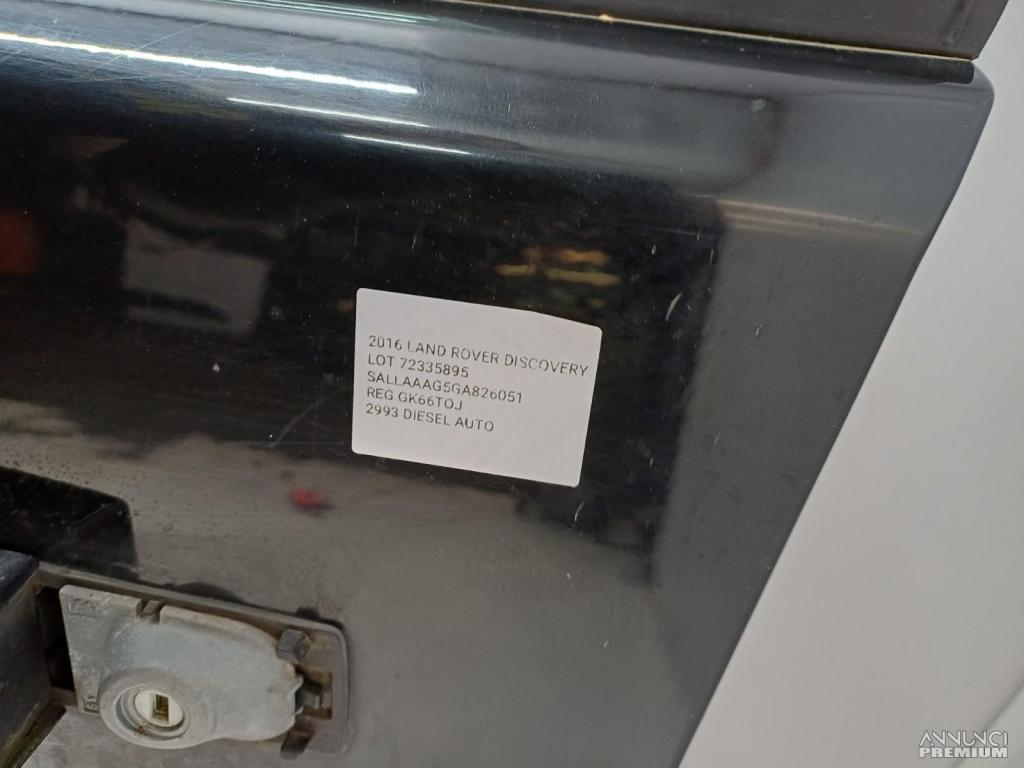 2016 LAND ROVER DISCOVERY
LOT 72335895
SALLAAAG5GA826051
REG GK66TOJ
2993 DIESEL AUTO
ANNUNCI
PREMIUM